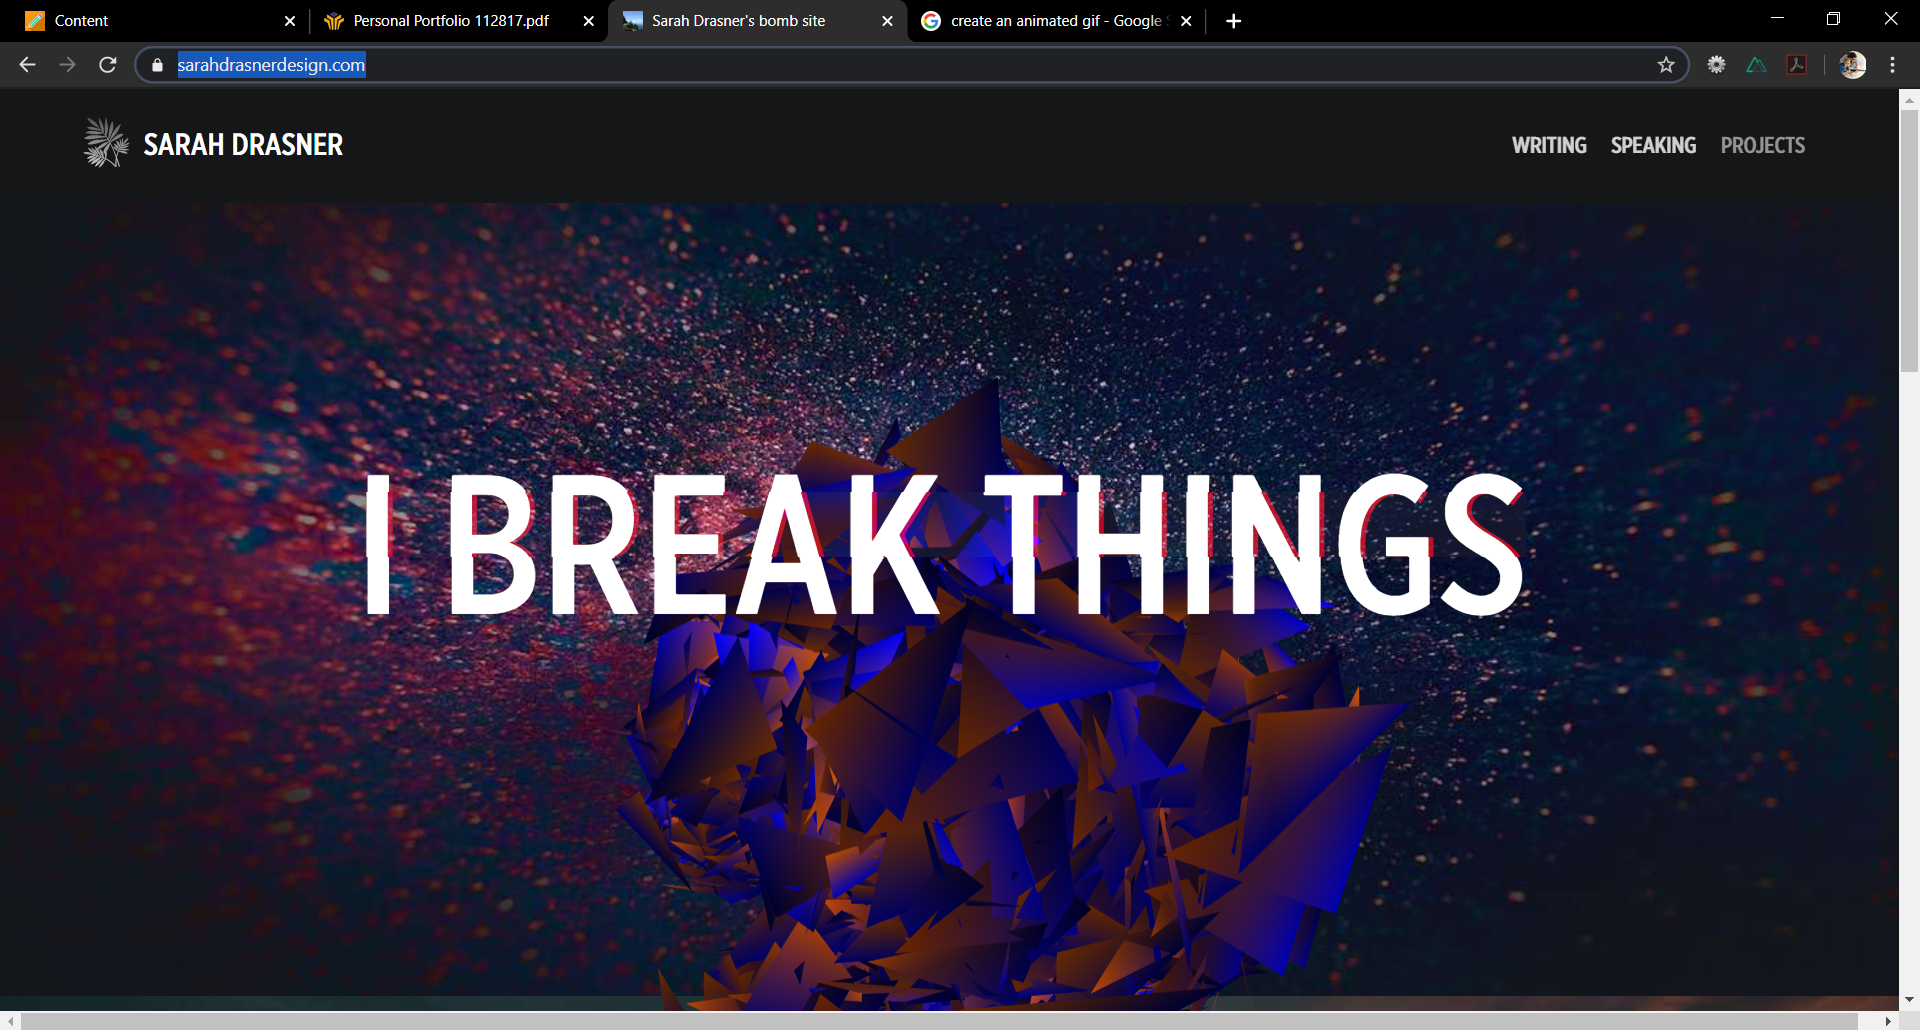 Content
Personal Portfolio 112817.pdf
Sarah Drasner's bomb site
create an animated gif - Google
sarahdrasnerdesign.com
SARAH DRASNER
WRITING SPEAKING PROJECTS
I BREAK THINGS